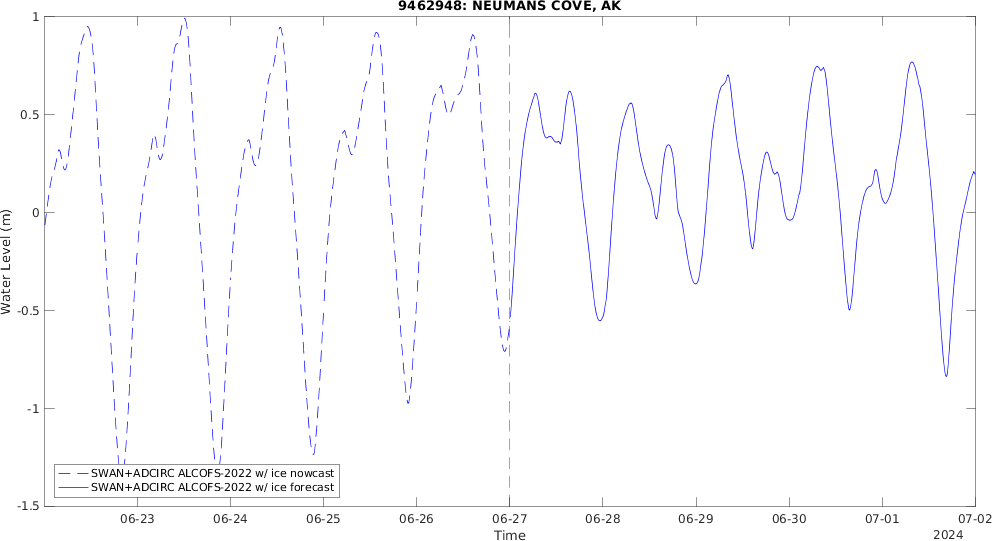 9462948: NEUMANS COVE, AK
Water Level (m)
1
0.5
0
-0.5
-1
-1.5
SWAN+ADCIRC ALCOFS-2022 w/ ice nowcast
SWAN+ADCIRC ALCOFS-2022 w/ ice forecast
06-23 06-24 06-25 06-26 06-27 06-28 06-29 06-30 07-01 07-02
Time
2024